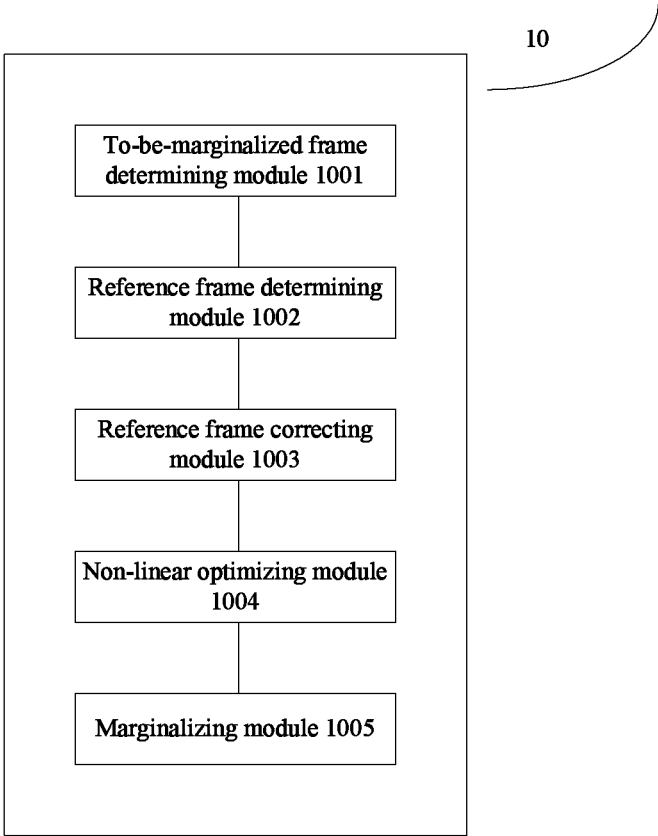 10
To-be-marginalized frame
determining module 1001
Reference frame determining
module 1002
Reference frame correcting
module 1003
Non-linear optimizing module
1004
Marginalizing module 1005